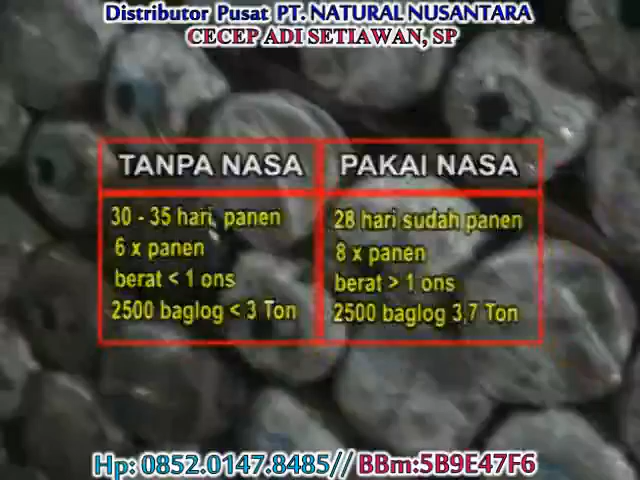 Distributor Pusat PT. NATURAL NUSANTARA
CECEP ADI SETIAWAN, SP
TANPA NASA
30 - 35 hari, panen
6 x panen
berat < 1 ons
2500 baglog < 3 Ton
PAKAI NASA
28 hari sudah panen
8 x panen
berat > 1 ons
2500 baglog 3,7 Ton
Hp: 0852.0147.8485// BBm:5B9E47F6